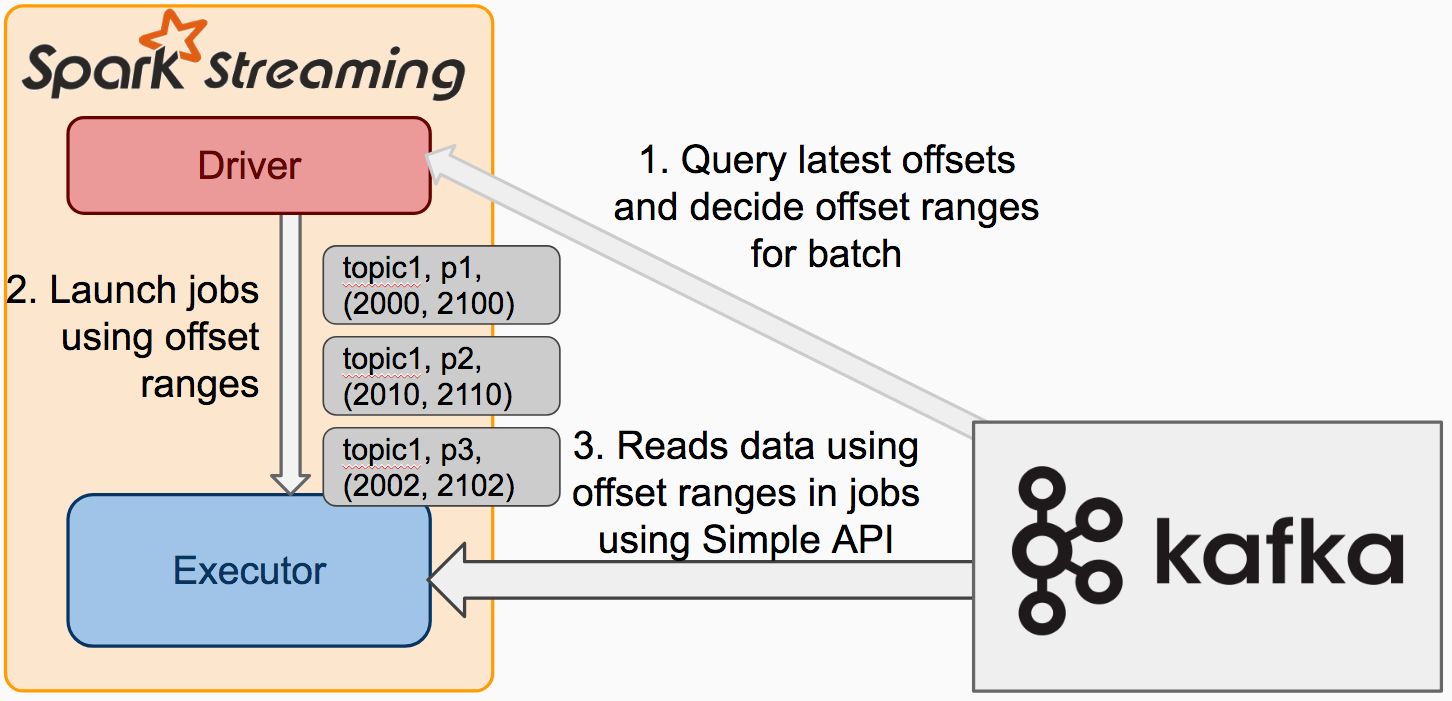 Spark Streaming
Driver
1. Query latest offsets
and decide offset ranges
for batch
2. Launch jobs
using offset
ranges
topic1, p1,
(2000, 2100)
topic1, p2,
(2010, 2110)
topic1, p3,
(2002, 2102)
3. Reads data using
offset ranges in jobs
using Simple API
Executor
kafka